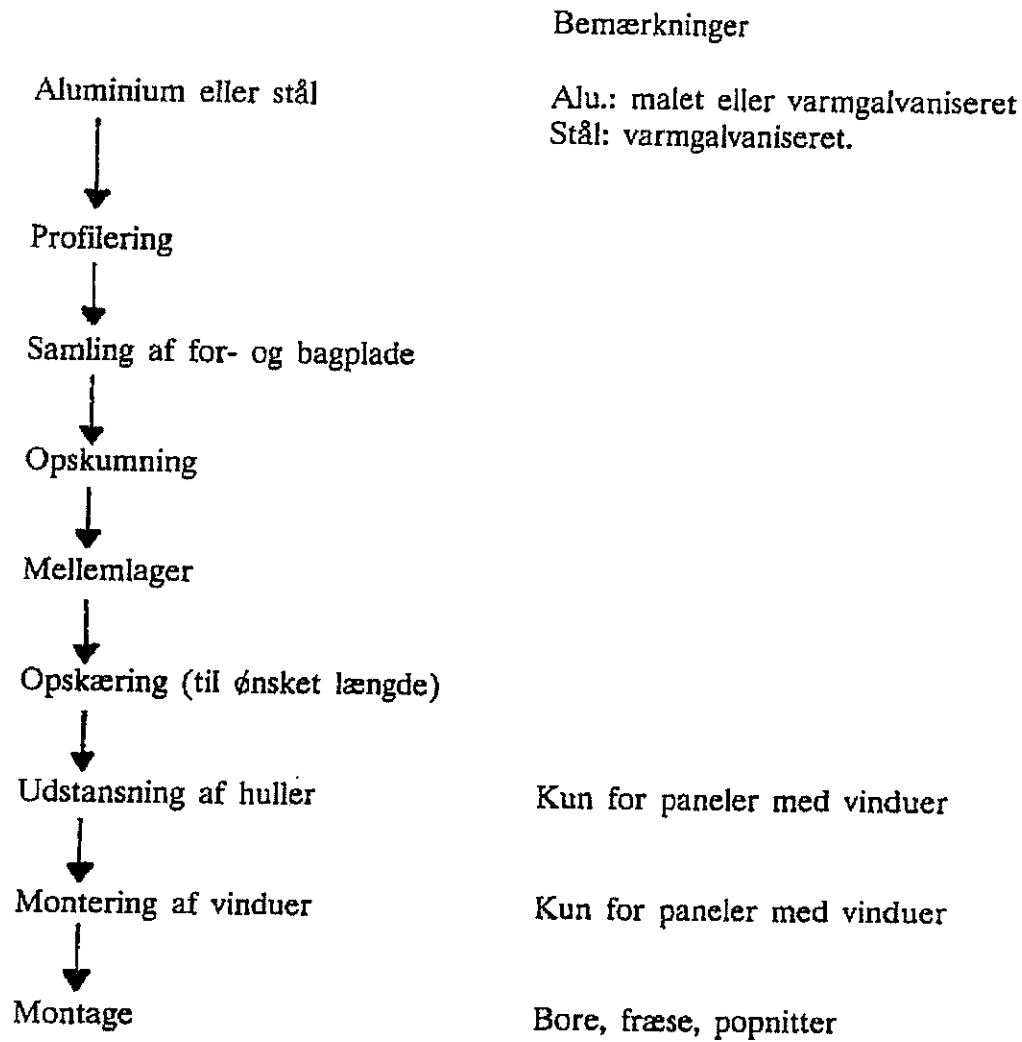 Bemærkninger
Aluminium eller stål
Alu.: malet eller varmgalvaniseret
Stål: varmgalvaniseret.
Profilering
Samling af for- og bagplade
Opskumning
Mellemlager
Opskæring (til ønsket længde)
Udstansning af huller
Kun for paneler med vinduer
Montering af vinduer
Kun for paneler med vinduer
Montage
Bore, fræse, popnitter